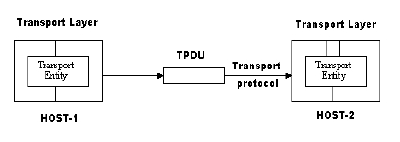 Transport Layer
Transport
Entity
HOST-1
TPDU
Transport
protocol
Transport Layer
Transport
Entity
HOST-2